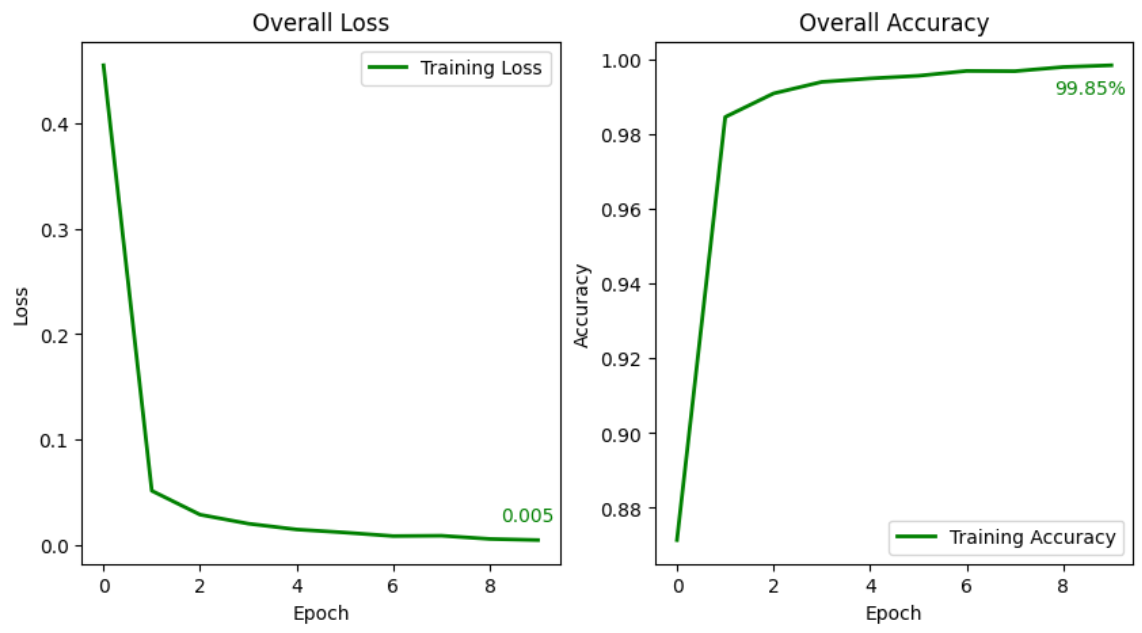 Overall Loss
Training Loss
0.4
0.3
0.2
0.1
0.0
Loss
0.005
0 2 4 6 8
Epoch
Overall Accuracy
1.00
0.98
0.96
0.94
0.92
0.90
0.88
Accuracy
99.85%
Training Accuracy
0 2 4 6 8
Epoch